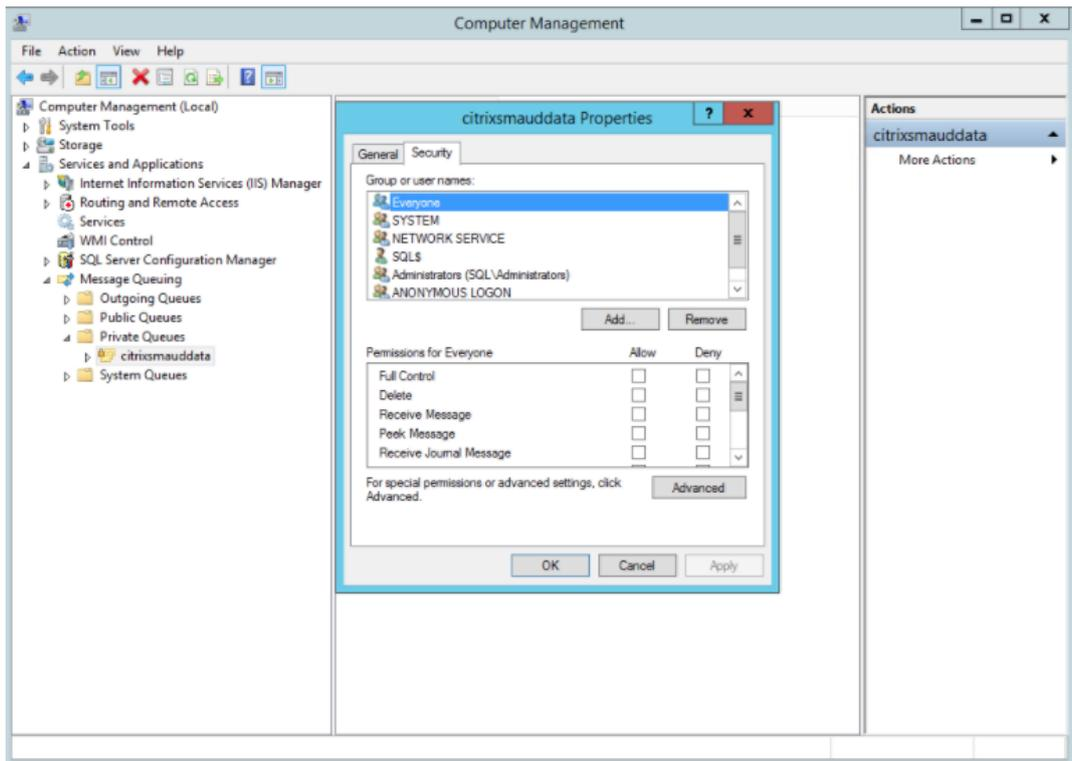 Computer Management
File Action View Help
Computer Management (Local)
System Tools
Storage
Services and Applications
Internet Information Services (IIS) Manager
Routing and Remote Access
Services
WMI Control
SQL Server Configuration Manager
Message Queuing
Outgoing Queues
Public Queues
Private Queues
citrixsmauddata
System Queues
citrixsmauddata Properties
General Security
Group or user names:
Everyone
SYSTEM
NETWORK SERVICE
SQL$
Administrators (SQL\Administrators)
ANONYMOUS LOGON
Add... Remove
Permissions for Everyone Allow Deny
Full Control
Delete
Receive Message
Peek Message
Receive Journal Message
For special permissions or advanced settings, click
Advanced.
Advanced
OK Cancel Apply
Actions
citrixsmauddata
More Actions